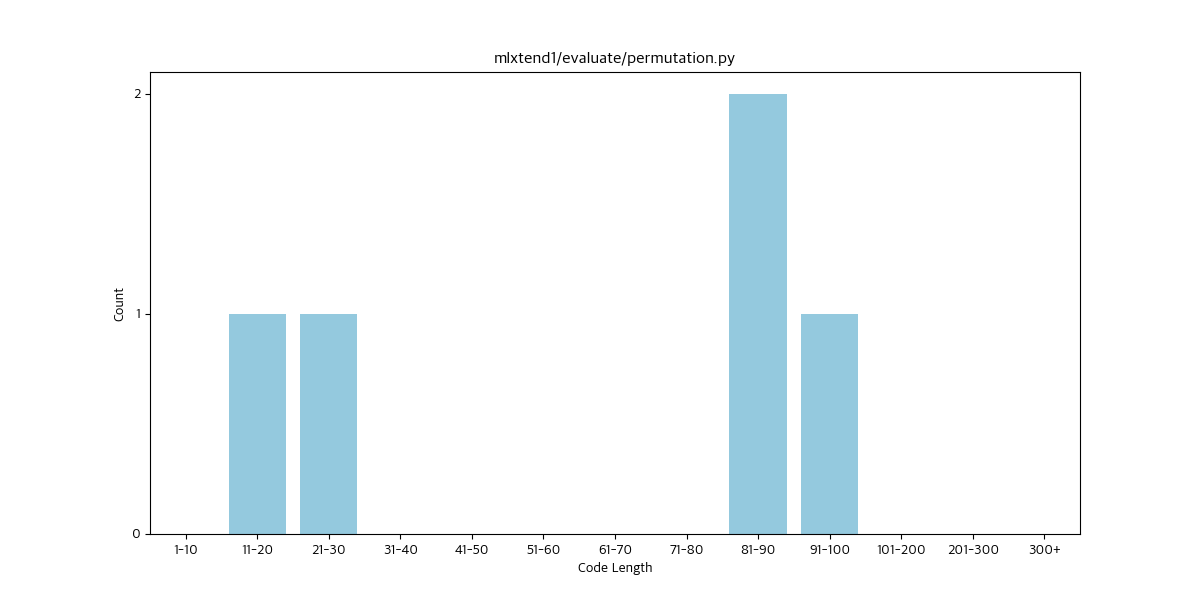 mlxtend1/evaluate/permutation.py
2
1
0
Count
1-10 11-20 21-30 31-40 41-50 51-60 61-70 71-80 81-90 91-100 101-200 201-300 300+
Code Length